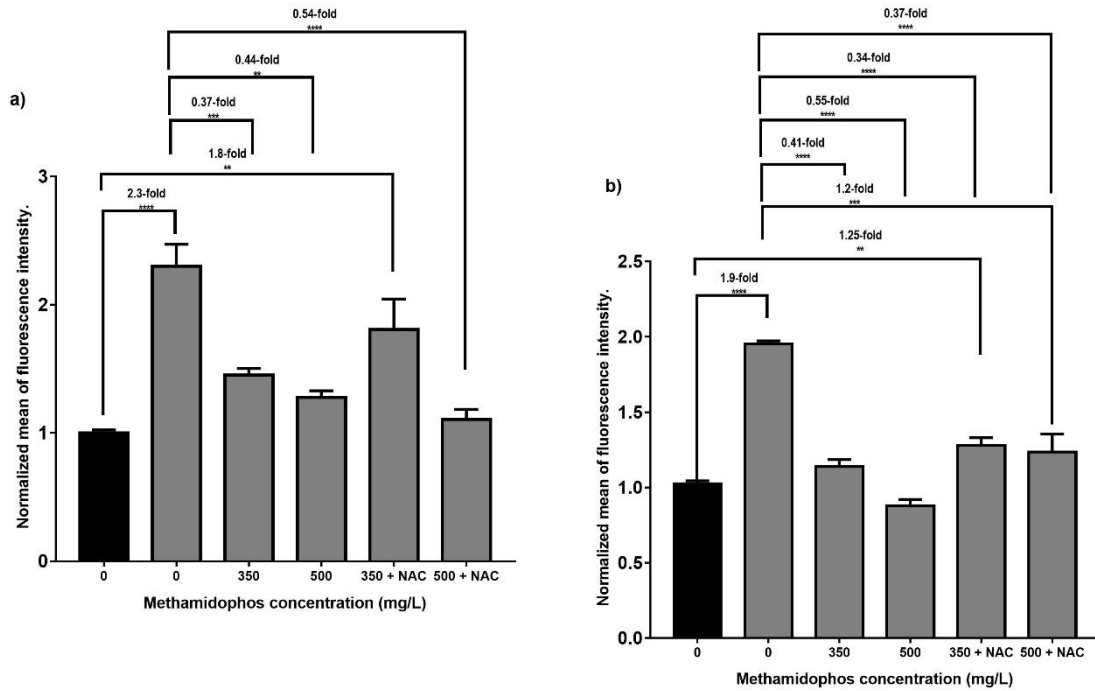 a)
0.54-fold
****
0.44-fold
**
0.37-fold
***
1.8-fold
**
2.3-fold
****
Normalized mean of fluorescence intensity.
3
2
1
0
0 0 350 500 350 + NAC 500 + NAC
Methamidophos concentration (mg/L)
b)
0.37-fold
****
0.34-fold
****
0.55-fold
****
0.41-fold
****
1.2-fold
***
1.25-fold
**
1.9-fold
****
Normalized mean of fluorescence intensity.
2.5
2.0
1.5
1.0
0.5
0.0
0 0 350 500 350 + NAC 500 + NAC
Methamidophos concentration (mg/L)